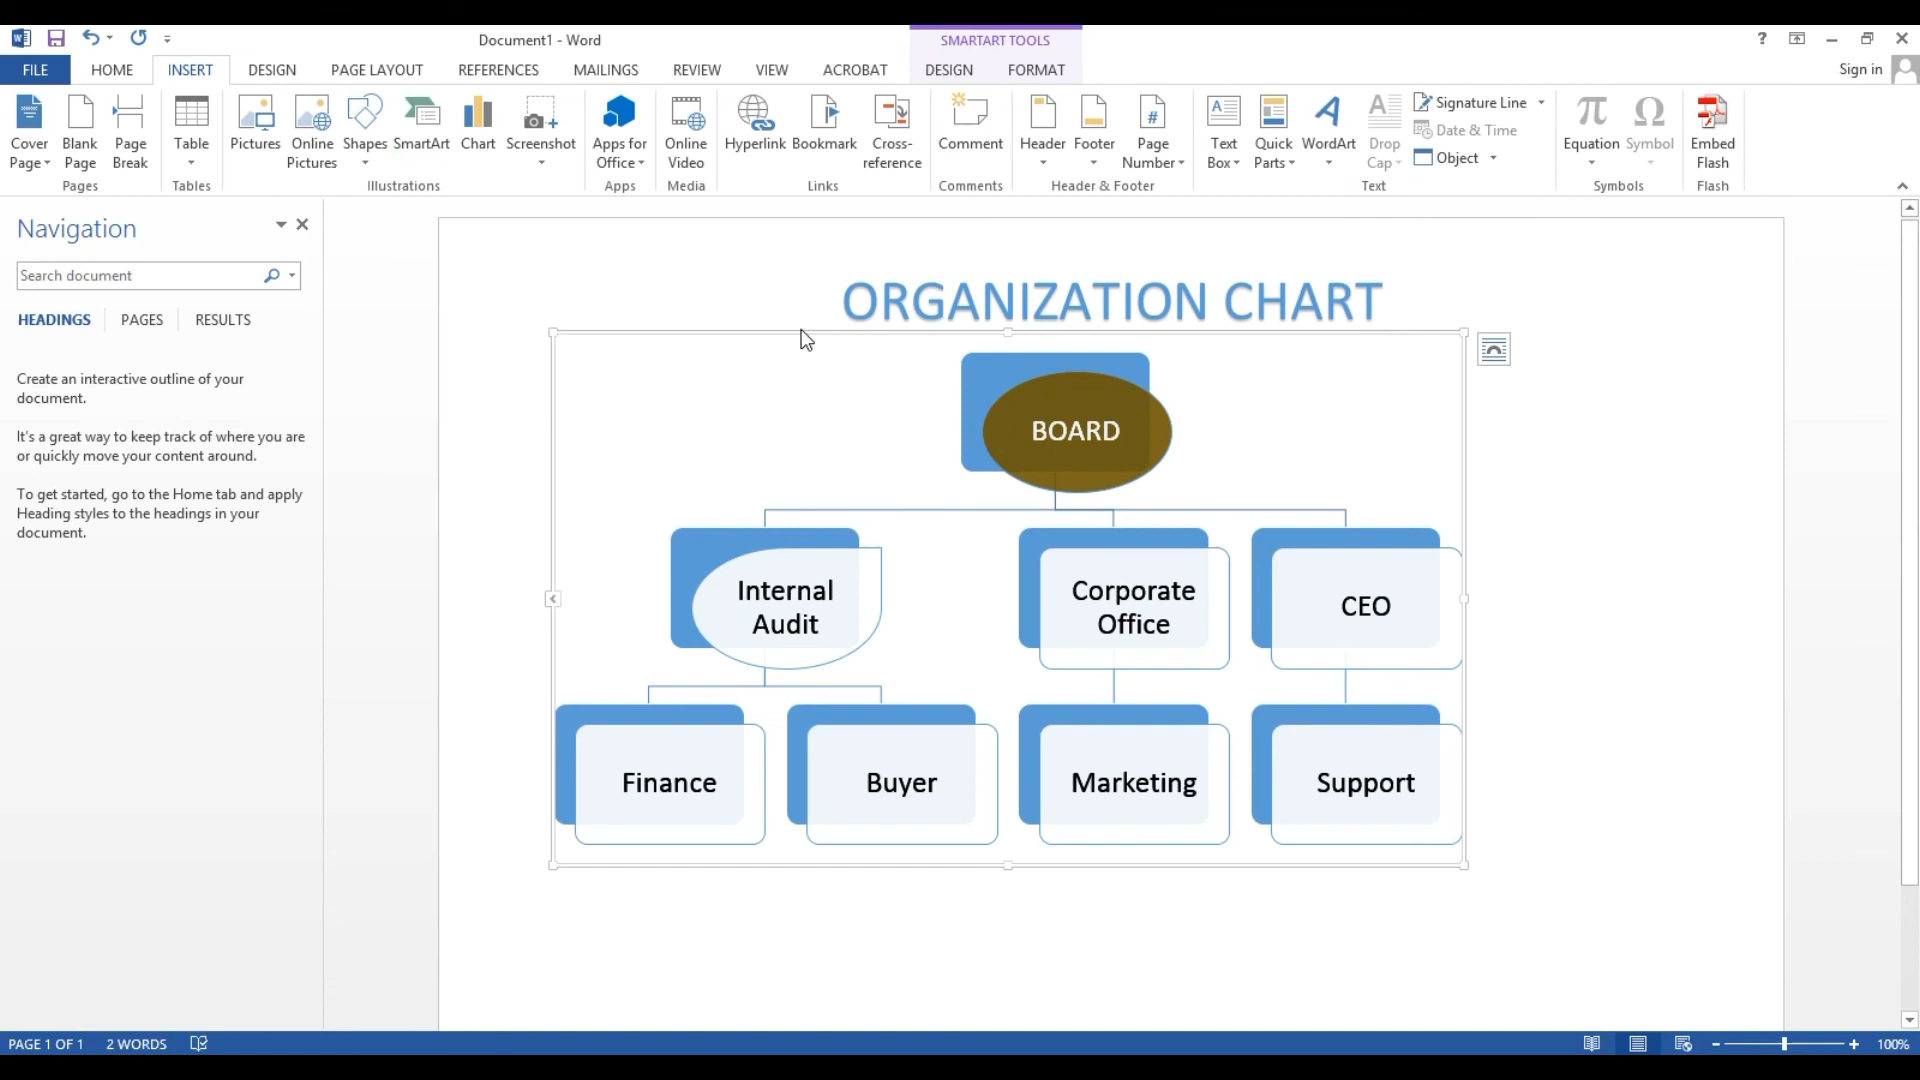 Document1 - Word
SMARTART TOOLS
?
FILE HOME INSERT DESIGN PAGE LAYOUT REFERENCES MAILINGS REVIEW VIEW ACROBAT DESIGN FORMAT Sign in
Cover Page
Blank Page
Page Break
Table
Pictures
Online Pictures
Shapes
SmartArt
Chart
Screenshot
Apps for Office
Online Video
Hyperlink
Bookmark
Cross-reference
Comment
Header
Footer
Page Number
Text Box
Quick Parts
WordArt
Drop Cap
Signature Line
Date & Time
Object
Equation
Symbol
Embed Flash
Pages Tables Illustrations Apps Media Links Comments Header & Footer Text Symbols Flash
Navigation
Search document
HEADINGS PAGES RESULTS
Create an interactive outline of your
document.
It's a great way to keep track of where you are
or quickly move your content around.
To get started, go to the Home tab and apply
Heading styles to the headings in your
document.
ORGANIZATION CHART
BOARD
Internal
Audit
Corporate
Office
CEO
Finance
Buyer
Marketing
Support
PAGE 1 OF 1 2 WORDS 100%